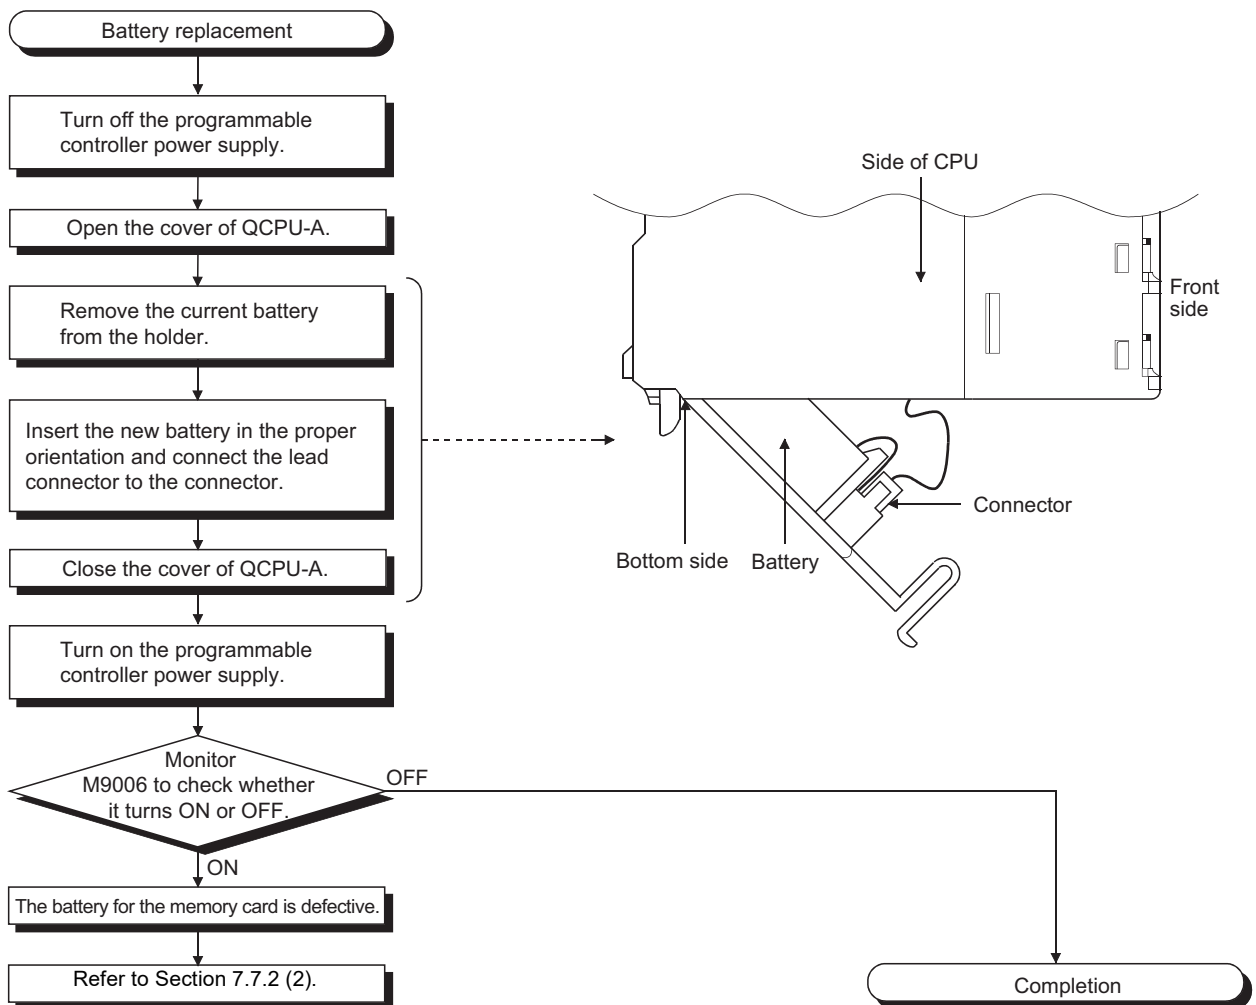 Battery replacement
Turn off the programmable
controller power supply.
Open the cover of QCPU-A.
Remove the current battery
from the holder.
Insert the new battery in the proper
orientation and connect the lead
connector to the connector.
Close the cover of QCPU-A.
Turn on the programmable
controller power supply.
Monitor
M9006 to check whether
it turns ON or OFF.
OFF
ON
The battery for the memory card is defective.
Refer to Section 7.7.2 (2).
Completion
Side of CPU
Front
side
Connector
Bottom side
Battery